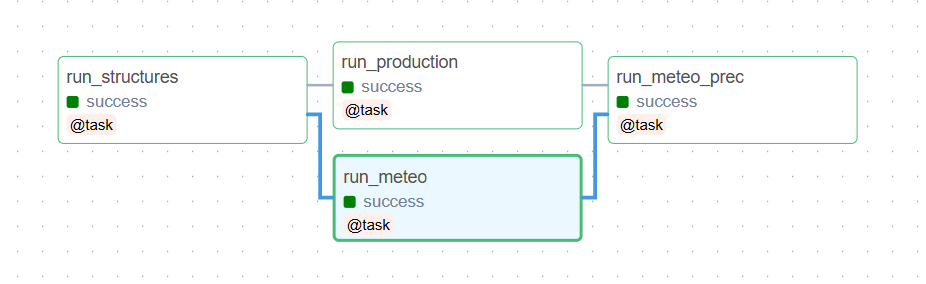 run_structures
success
@task
run_production
success
@task
run_meteo
success
@task
run_meteo_prec
success
@task